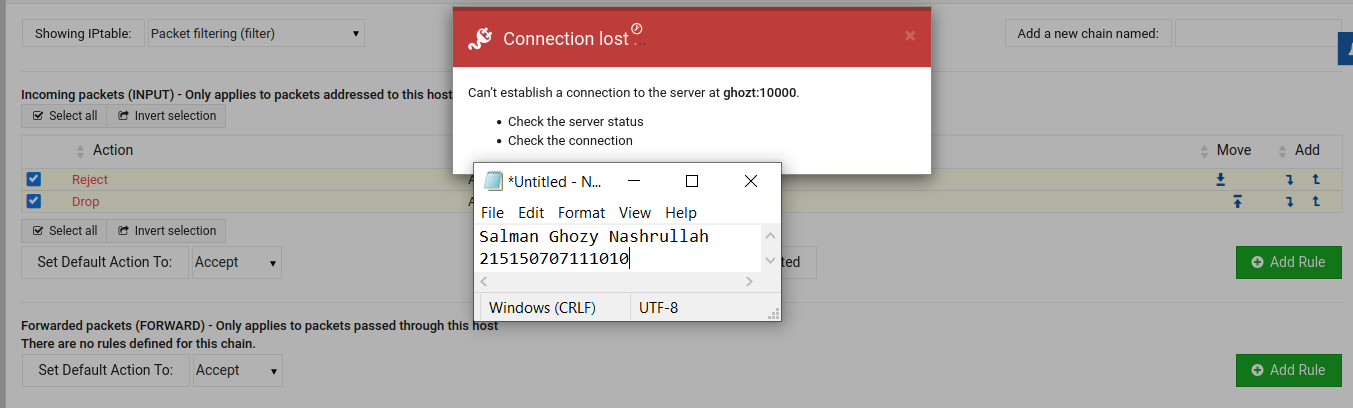 Showing IPtable: Packet filtering (filter)
Connection lost ...
Add a new chain named:
Can't establish a connection to the server at ghozt:10000.
Check the server status
Check the connection
Incoming packets (INPUT) - Only applies to packets addressed to this host
Select all Invert selection
Action Move Add
Reject
Drop
Select all Invert selection
Set Default Action To: Accept
Add Rule
*Untitled - N...
File Edit Format View Help
Salman Ghozy Nashrullah
215150707111010
Windows (CRLF) UTF-8
Forwarded packets (FORWARD) - Only applies to packets passed through this host
There are no rules defined for this chain.
Set Default Action To: Accept
Add Rule